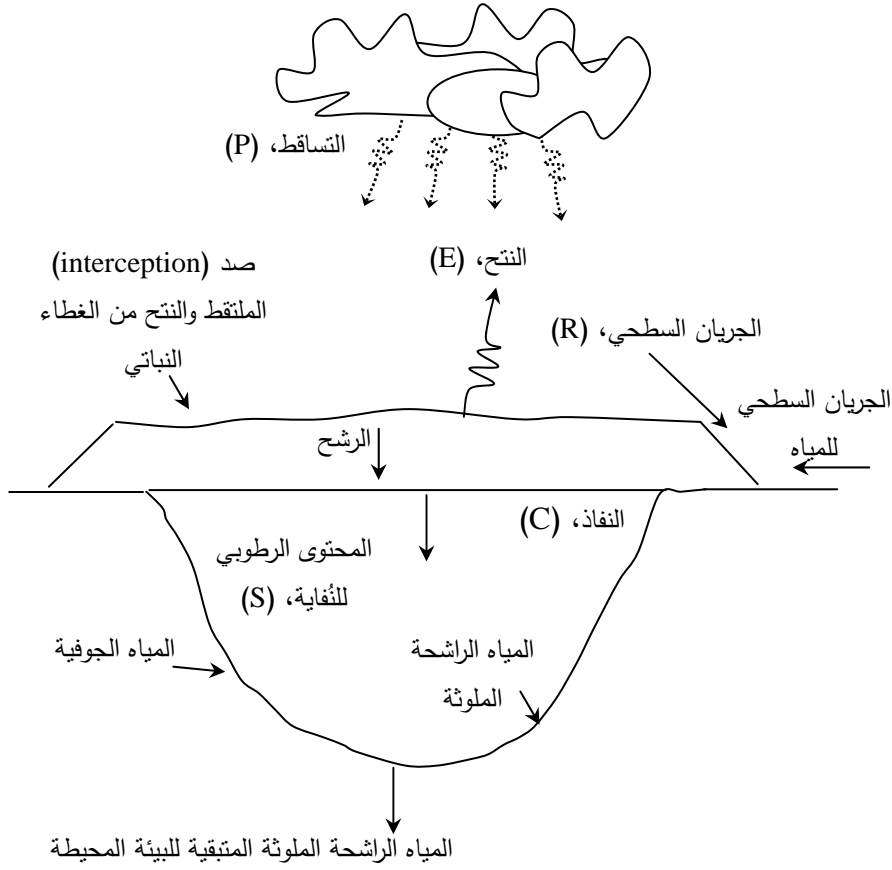 التساقط، (P)
النتح، (E)
صد (interception)
الملتقط والنتح من الغطاء
النباتي
الجريان السطحي، (R)
الجريان السطحي
للمياه
الرشح
النفاذ، (C)
المحتوى الرطوبي
للنُفاية، (S)
المياه الراشحة
الملوثة
المياه الجوفية
المياه الراشحة الملوثة المتبقية للبيئة المحيطة